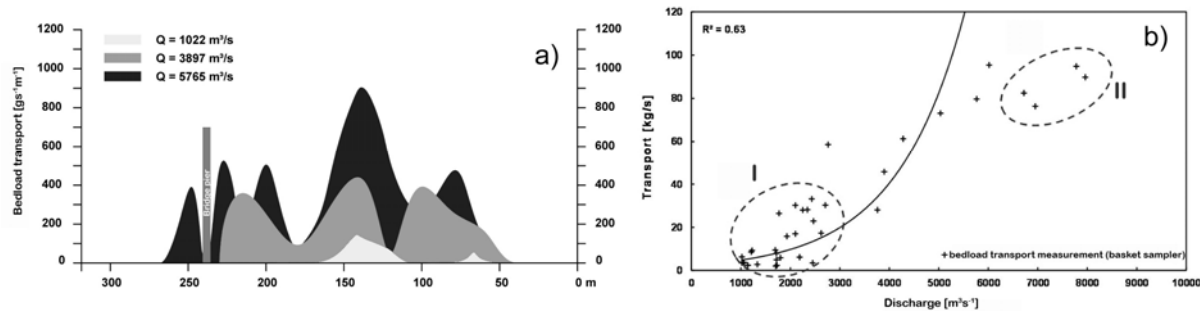 a)
Q = 1022 m³/s
Q = 3897 m³/s
Q = 5765 m³/s
Bedload transport [gs⁻¹m⁻¹]
1200
1000
800
600
400
200
0
Bridge pier
1200
1000
800
600
400
200
0
300 250 200 150 100 50 0 m
b)
R² = 0.63
Transport [kg/s]
120
100
80
60
40
20
0
I
II
+ bedload transport measurement (basket sampler)
0 1000 2000 3000 4000 5000 6000 7000 8000 9000 10000
Discharge [m³s⁻¹]